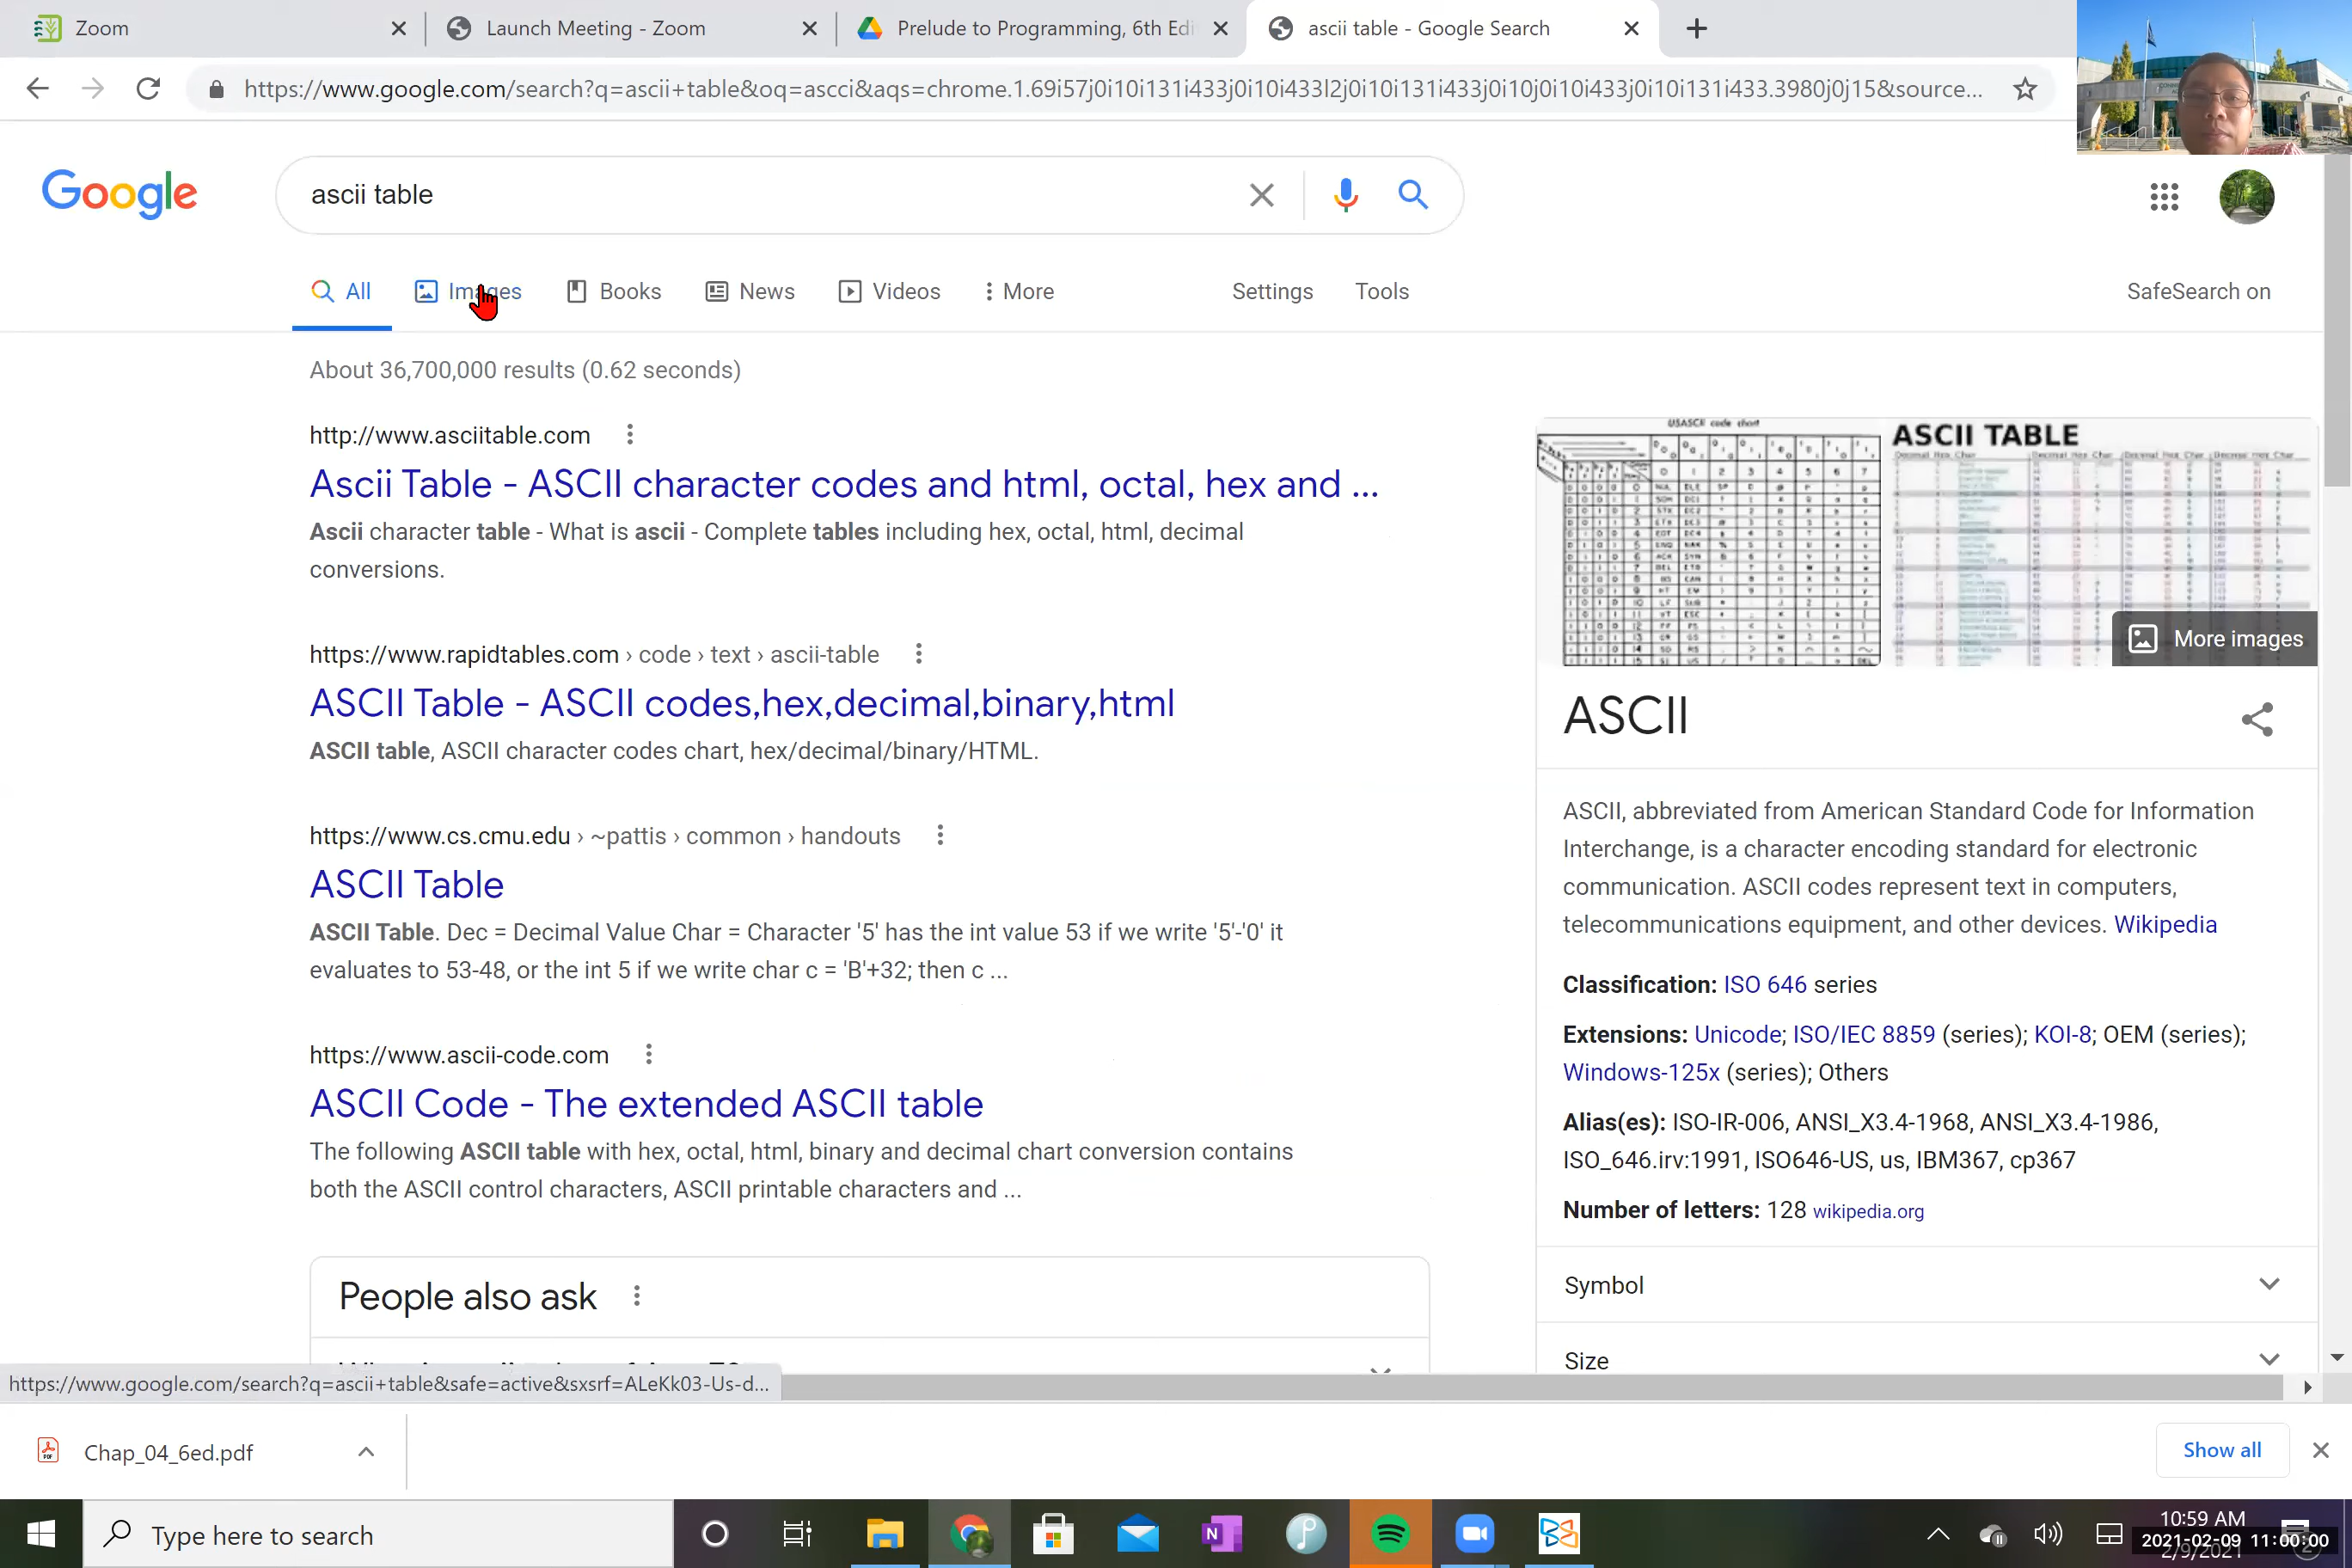 Zoom
Launch Meeting - Zoom
Prelude to Programming, 6th Edi
ascii table - Google Search
https://www.google.com/search?q=ascii+table&oq=ascci&aqs=chrome.1.69i57j0i10i131i433j0i10i433l2j0i10i131i433j0i10j0i10i433j0i10i131i433.3980j0j15&source...
Google
ascii table
All
Images
Books
News
Videos
More
Settings
Tools
SafeSearch on
About 36,700,000 results (0.62 seconds)
http://www.asciitable.com
Ascii Table - ASCII character codes and html, octal, hex and ...
Ascii character table - What is ascii - Complete tables including hex, octal, html, decimal
conversions.
https://www.rapidtables.com › code › text › ascii-table
ASCII Table - ASCII codes,hex,decimal,binary,html
ASCII table, ASCII character codes chart, hex/decimal/binary/HTML.
https://www.cs.cmu.edu › ~pattis › common › handouts
ASCII Table
ASCII Table. Dec = Decimal Value Char = Character '5' has the int value 53 if we write '5'-'0' it
evaluates to 53-48, or the int 5 if we write char c = 'B'+32; then c ...
https://www.ascii-code.com
ASCII Code - The extended ASCII table
The following ASCII table with hex, octal, html, binary and decimal chart conversion contains
both the ASCII control characters, ASCII printable characters and ...
People also ask
USASCII code chart
ASCII TABLE
More images
ASCII
ASCII, abbreviated from American Standard Code for Information
Interchange, is a character encoding standard for electronic
communication. ASCII codes represent text in computers,
telecommunications equipment, and other devices. Wikipedia
Classification: ISO 646 series
Extensions: Unicode; ISO/IEC 8859 (series); KOI-8; OEM (series);
Windows-125x (series); Others
Alias(es): ISO-IR-006, ANSI_X3.4-1968, ANSI_X3.4-1986,
ISO_646.irv:1991, ISO646-US, us, IBM367, cp367
Number of letters: 128 wikipedia.org
Symbol
Size
https://www.google.com/search?q=ascii+table&safe=active&sxsrf=ALeKk03-Us-d...
Chap_04_6ed.pdf
Show all
Type here to search
10:59 AM
2021-02-09 11:00:00
2/9/2021